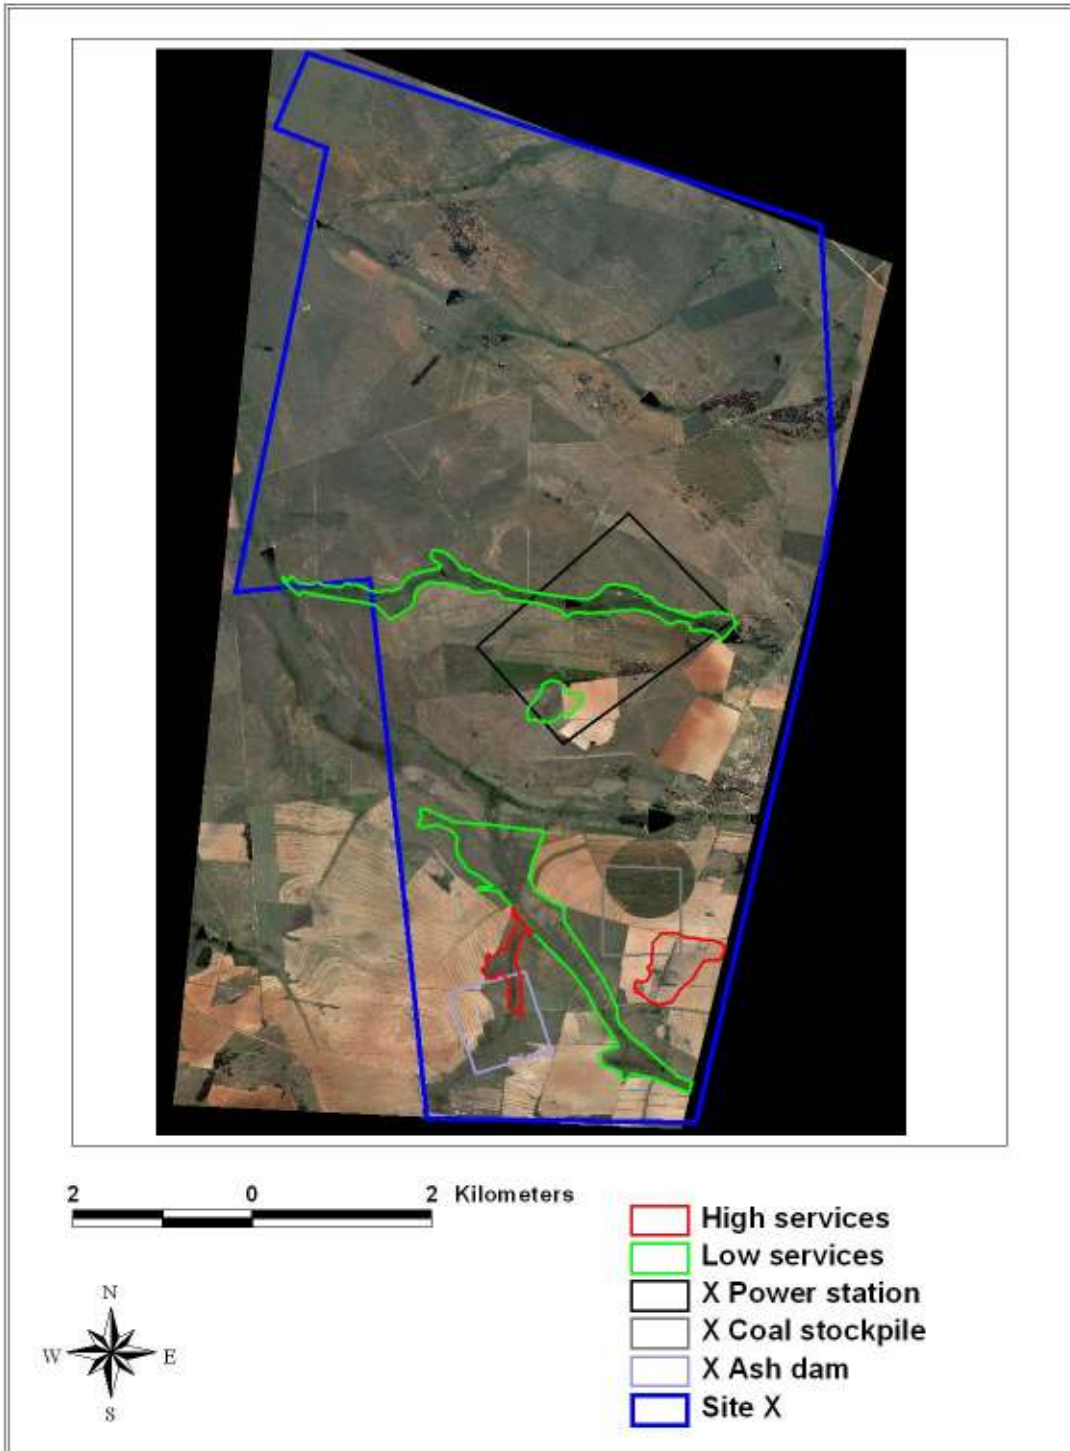 2 0 2 Kilometers
High services
Low services
X Power station
X Coal stockpile
X Ash dam
Site X
N
W E
S